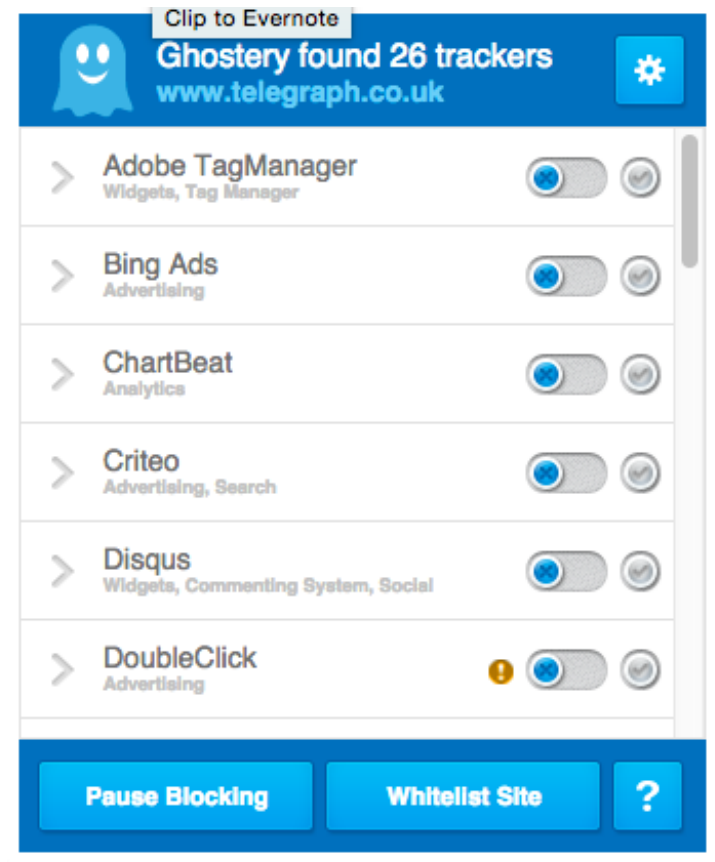 Clip to Evernote
Ghostery found 26 trackers
www.telegraph.co.uk
Adobe TagManager
Widgets, Tag Manager
Bing Ads
Advertising
ChartBeat
Analytics
Criteo
Advertising, Search
Disqus
Widgets, Commenting System, Social
DoubleClick
Advertising
Pause Blocking
Whitelist Site
?